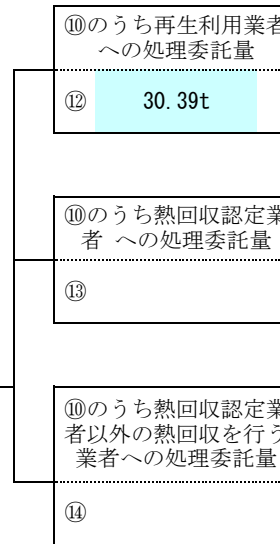 ⑩のうち再生利用業者
への処理委託量
⑫ 30.39t
⑩のうち熱回収認定業
者 への処理委託量
⑬
⑩のうち熱回収認定業
者以外の熱回収を行う
業者への処理委託量
⑭